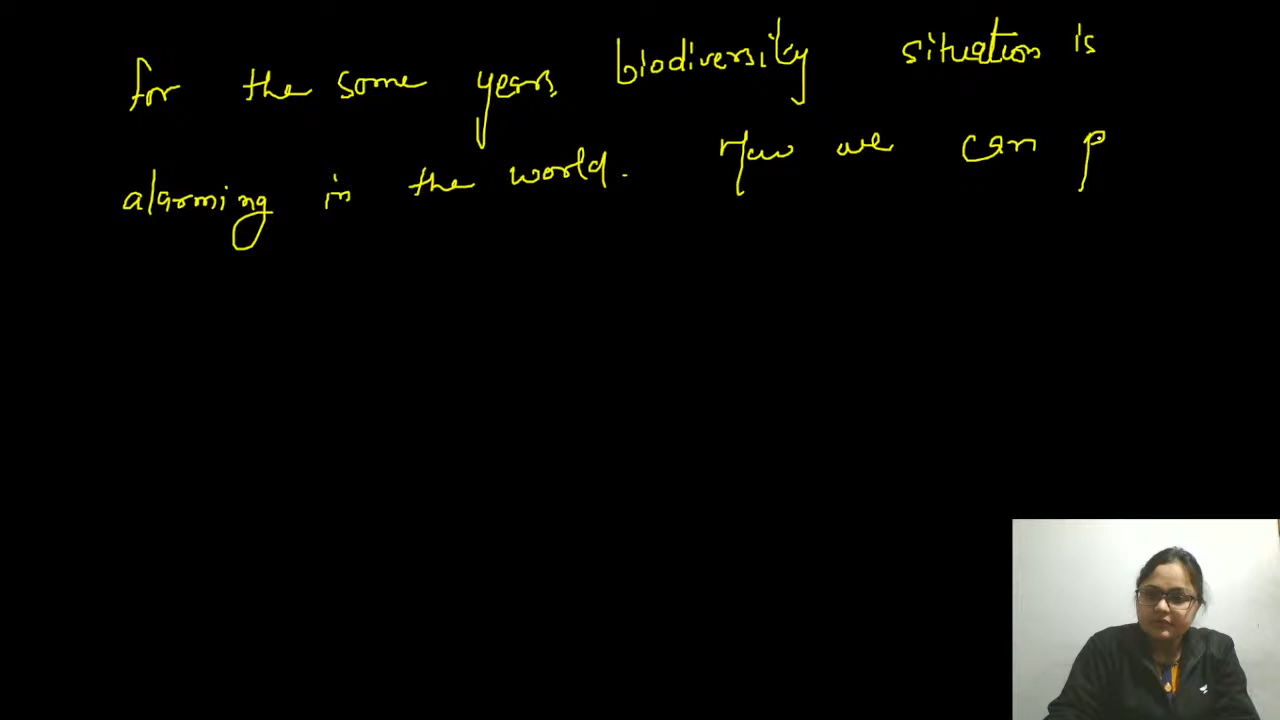 for the some years, biodiversity situation is
alarming in the world. How we can p